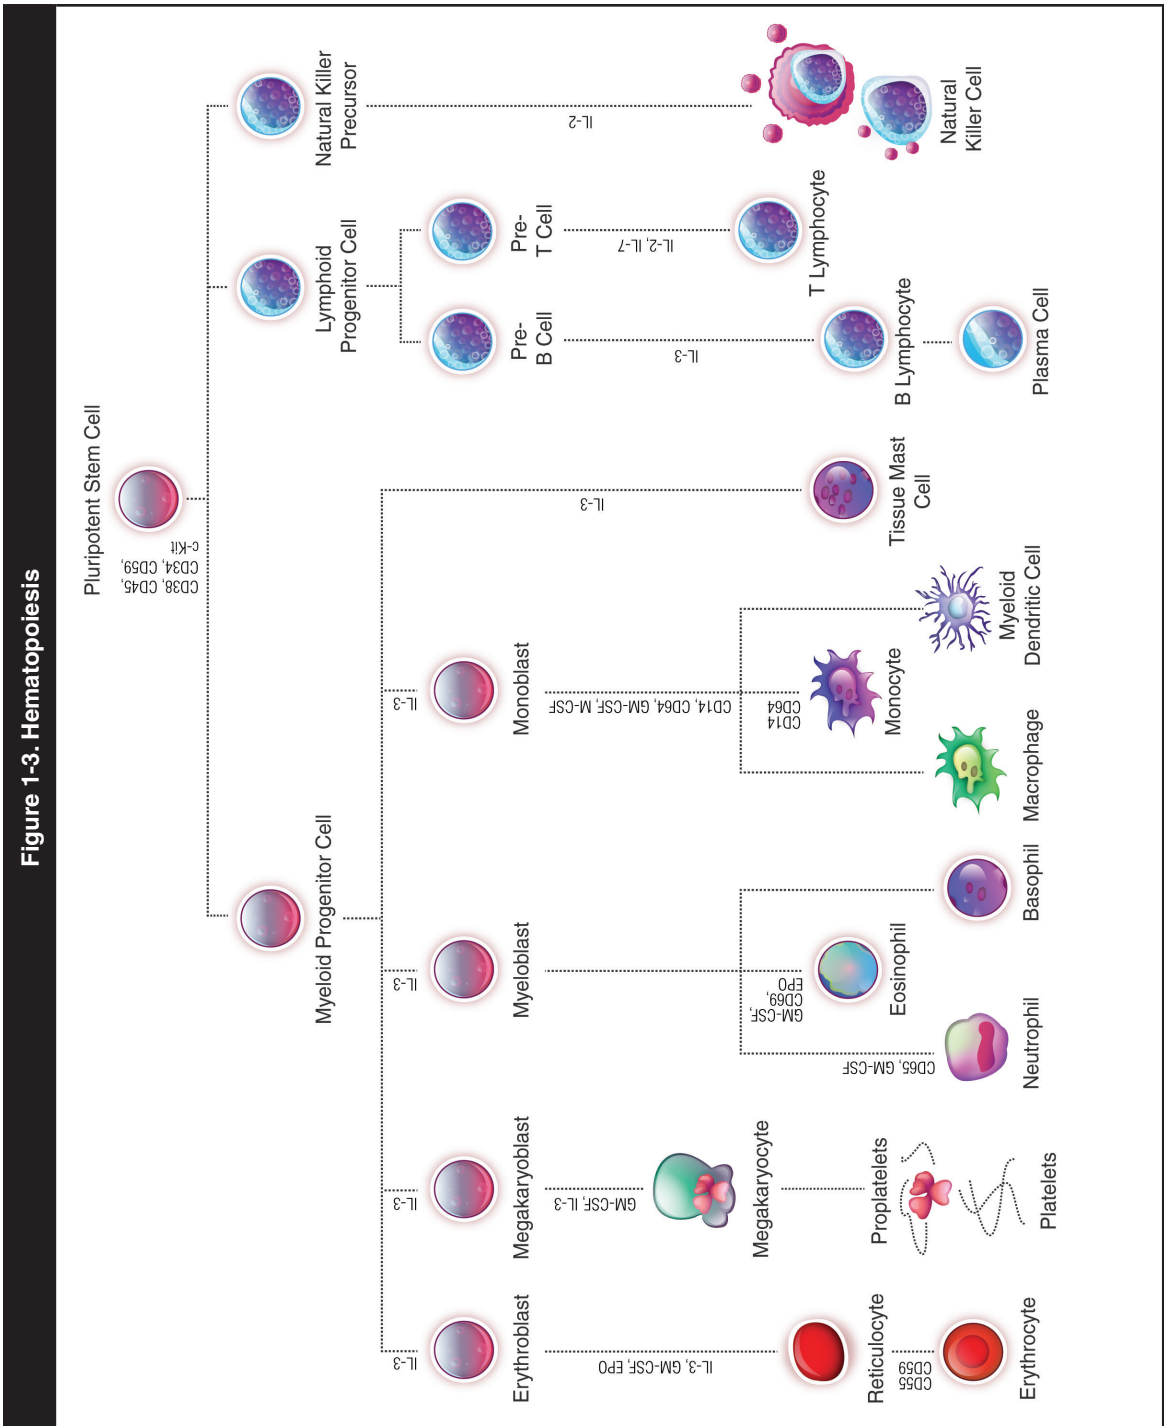 Figure 1-3. Hematopoiesis
Pluripotent Stem Cell
CD38, CD45,
CD34, CD59,
c-Kit
Myeloid Progenitor Cell
Lymphoid
Progenitor Cell
Natural Killer
Precursor
IL-3
IL-3
IL-3
IL-3
Erythroblast
Megakaryoblast
Myeloblast
Monoblast
Pre-
B Cell
Pre-
T Cell
IL-3, GM-CSF, EPO
GM-CSF, IL-3
CD14, CD64, GM-CSF, M-CSF
IL-3
IL-3
IL-2, IL-7
IL-2
Megakaryocyte
GM-CSF,
CD69,
EPO
CD14
CD64
T Lymphocyte
Reticulocyte
Proplatelets
Eosinophil
Monocyte
Tissue Mast
Cell
B Lymphocyte
CD55
CD59
CD65, GM-CSF
Natural
Killer Cell
Erythrocyte
Platelets
Neutrophil
Basophil
Macrophage
Myeloid
Dendritic Cell
Plasma Cell